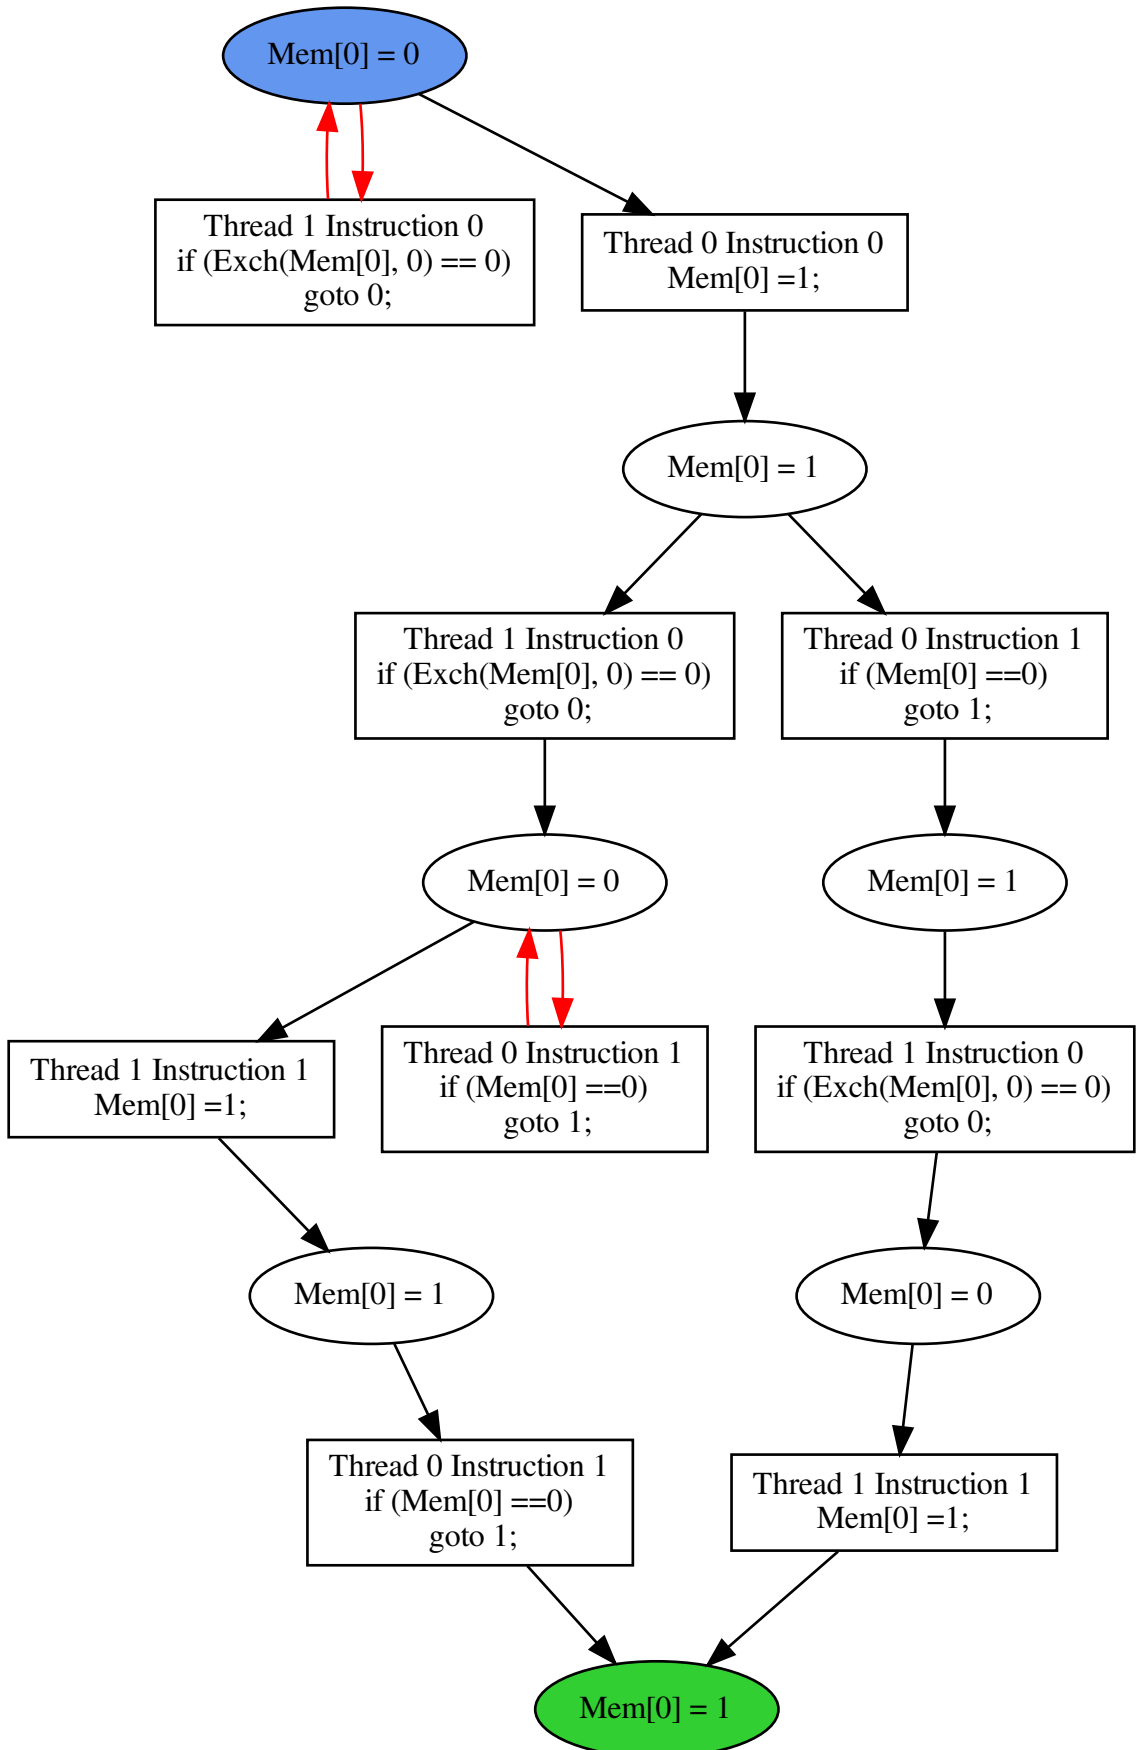 Mem[0] = 0
Thread 1 Instruction 0
if (Exch(Mem[0], 0) == 0)
goto 0;
Thread 0 Instruction 0
Mem[0] =1;
Mem[0] = 1
Thread 1 Instruction 0
if (Exch(Mem[0], 0) == 0)
goto 0;
Thread 0 Instruction 1
if (Mem[0] ==0)
goto 1;
Mem[0] = 0
Mem[0] = 1
Thread 1 Instruction 1
Mem[0] =1;
Thread 0 Instruction 1
if (Mem[0] ==0)
goto 1;
Thread 1 Instruction 0
if (Exch(Mem[0], 0) == 0)
goto 0;
Mem[0] = 1
Mem[0] = 0
Thread 0 Instruction 1
if (Mem[0] ==0)
goto 1;
Thread 1 Instruction 1
Mem[0] =1;
Mem[0] = 1